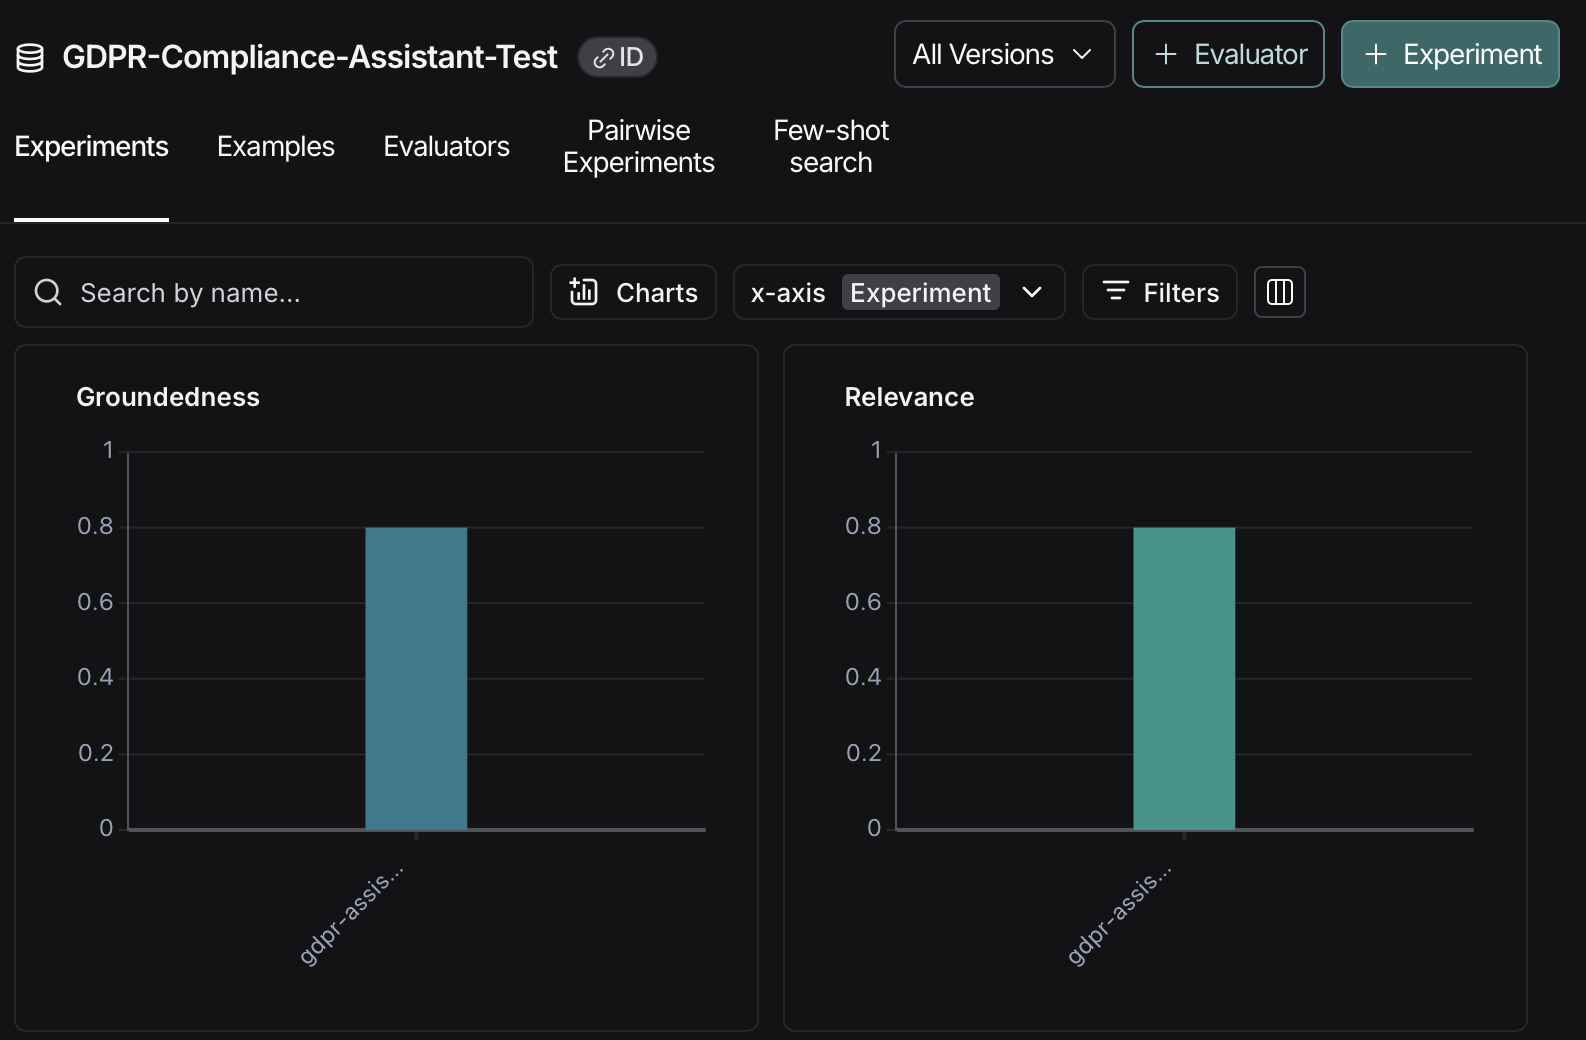 GDPR-Compliance-Assistant-Test
ID
All Versions
+ Evaluator
+ Experiment
Experiments
Examples
Evaluators
Pairwise
Experiments
Few-shot
search
Search by name...
Charts
x-axis Experiment
Filters
Groundedness
1
0.8
0.6
0.4
0.2
0
gdpr-assis...
Relevance
1
0.8
0.6
0.4
0.2
0
gdpr-assis...